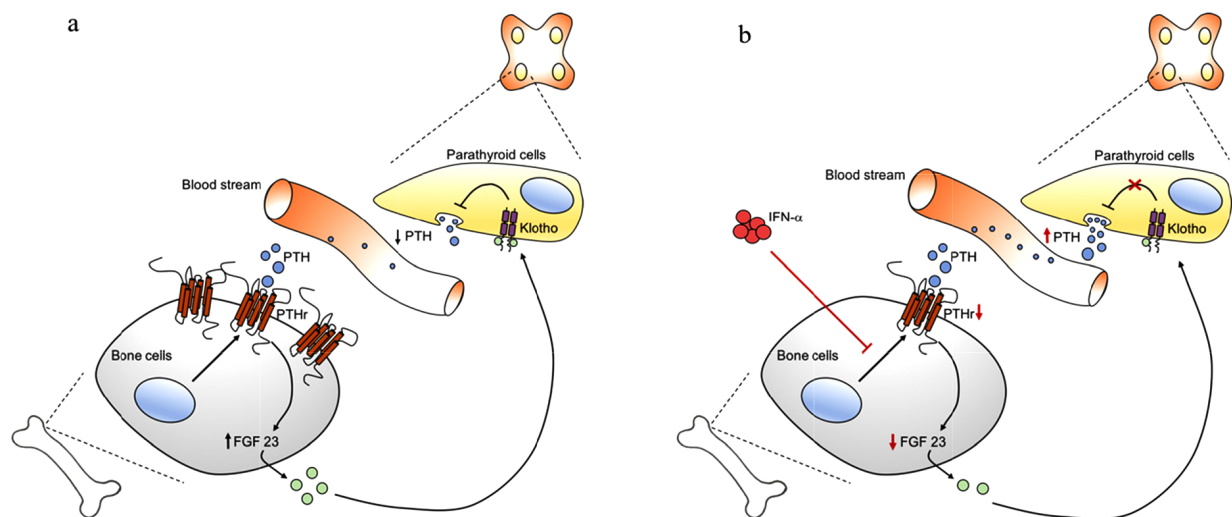 a
Parathyroid cells
Blood stream
↓ PTH
Klotho
PTH
PTHr
Bone cells
↑FGF 23
b
Parathyroid cells
Blood stream
IFN-α
↑ PTH
Klotho
PTH
PTHr↓
Bone cells
↓ FGF 23